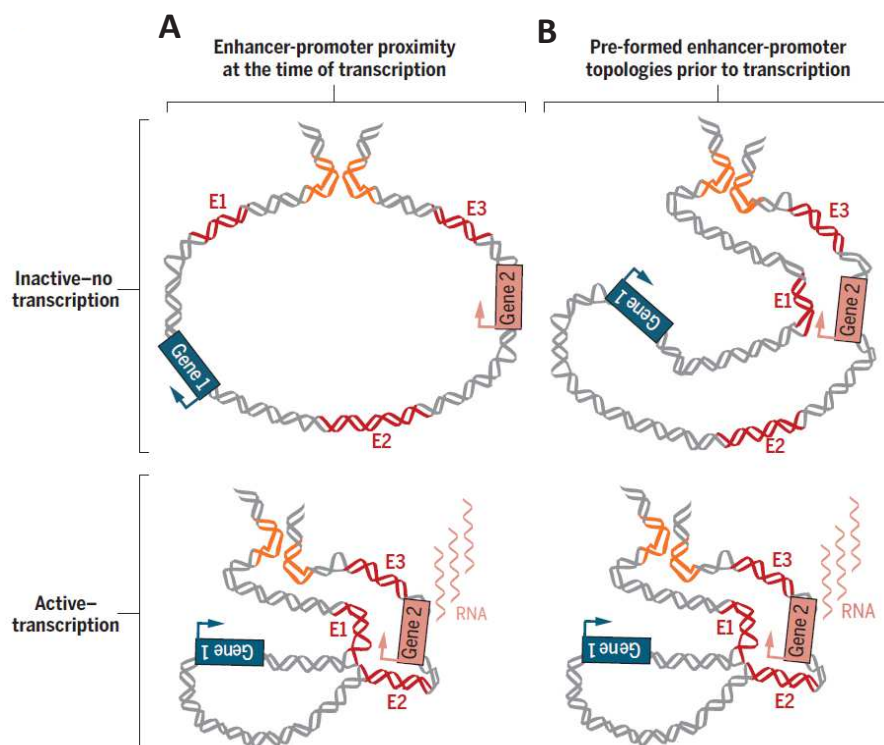 A
Enhancer-promoter proximity
at the time of transcription
B
Pre-formed enhancer-promoter
topologies prior to transcription
Inactive–no
transcription
E1
E3
Gene 2
Gene 1
E2
E3
Gene 1
E1
Gene 2
E2
Active–
transcription
E3
RNA
E1
Gene 2
Gene 1
E2
E3
RNA
E1
Gene 2
Gene 1
E2